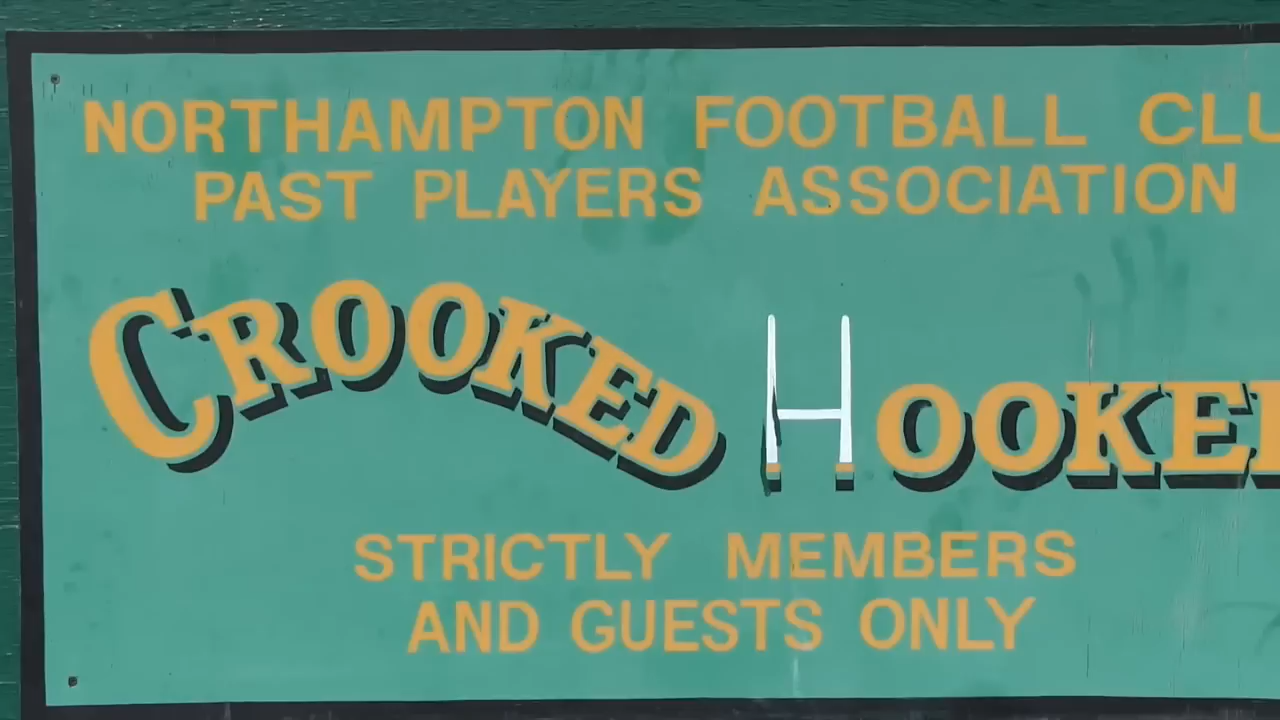 NORTHAMPTON FOOTBALL CLU
PAST PLAYERS ASSOCIATION
CROOKED HOOKE
STRICTLY MEMBERS
AND GUESTS ONLY